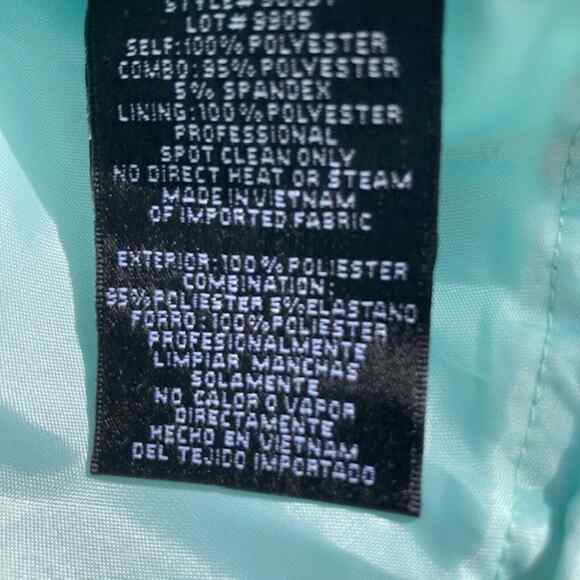 LOT# 9905
SELF:100% POLYESTER
COMBO:95% POLYESTER
5% SPANDEX
LINING:100% POLYESTER
PROFESSIONAL
SPOT CLEAN ONLY
NO DIRECT HEAT OR STEAM
MADE IN VIETNAM
OF IMPORTED FABRIC
EXTERIOR:100% POLIESTER
COMBINATION:
95% POLIESTER 5% ELASTANO
FORRO:100% POLIESTER
PROFESIONALMENTE
LIMPIAR MANCHAS
SOLAMENTE
NO CALOR O VAPOR
DIRECTAMENTE
HECHO EN VIETNAM
DEL TEJIDO IMPORTADO